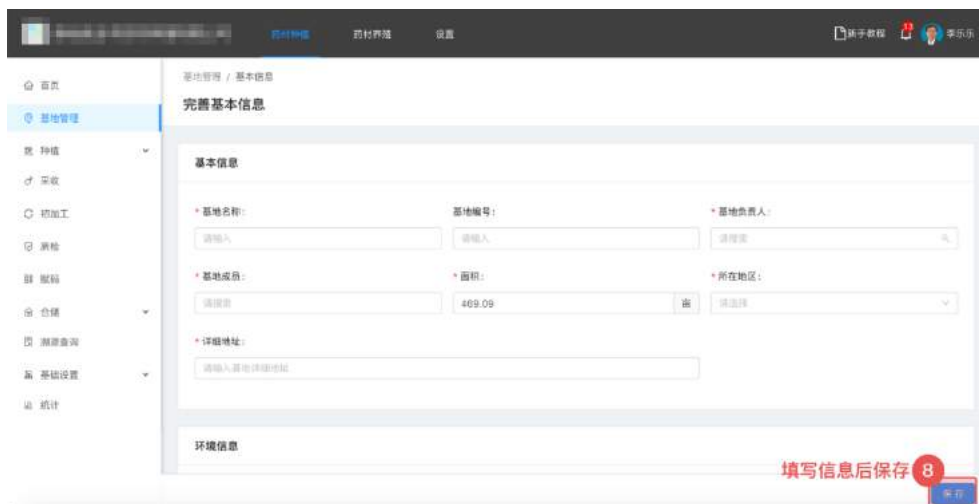 药材种植 药材养殖 设置 新手教程 13 李乐乐
首页
基地管理
种植
采收
初加工
质检
赋码
仓储
溯源查询
基础设置
统计
基地管理 / 基本信息
完善基本信息
基本信息
* 基地名称: 基地编号: * 基地负责人:
请输入 请输入 请搜索
* 基地成员: * 面积: * 所在地区:
请搜索 469.09 亩 请选择
* 详细地址:
请输入基地详细地址
环境信息
填写信息后保存 8
保存